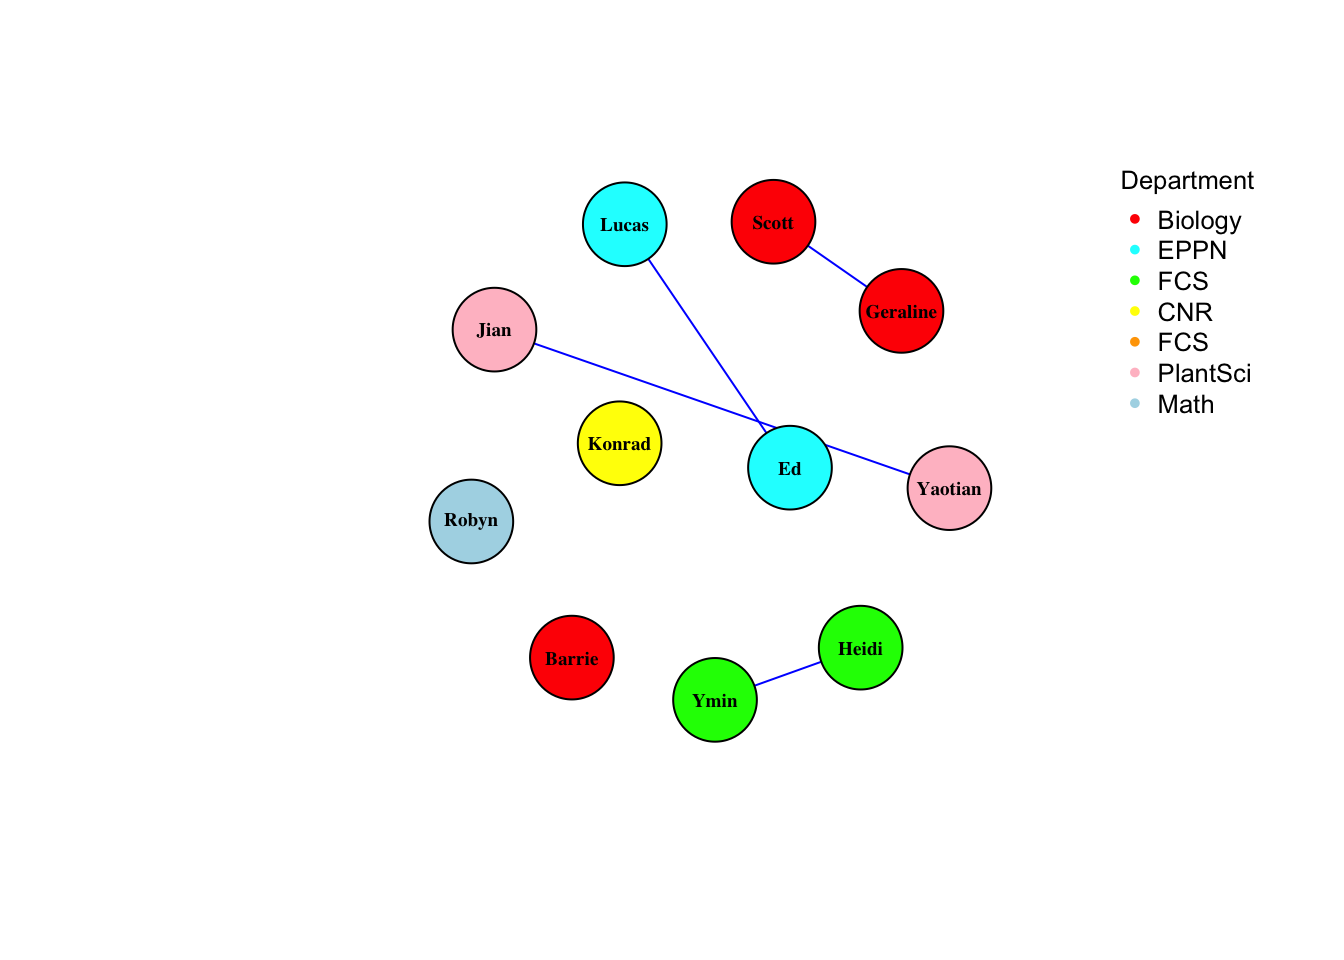 Department
Biology
EPPN
FCS
CNR
FCS
PlantSci
Math
Lucas
Scott
Geraline
Jian
Konrad
Ed
Yaotian
Robyn
Heidi
Barrie
Ymin